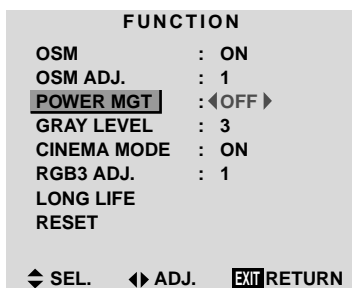 FUNCTION
OSM : ON
OSM ADJ. : 1
POWER MGT : OFF
GRAY LEVEL : 3
CINEMA MODE : ON
RGB3 ADJ. : 1
LONG LIFE
RESET
SEL. ADJ. EXIT RETURN